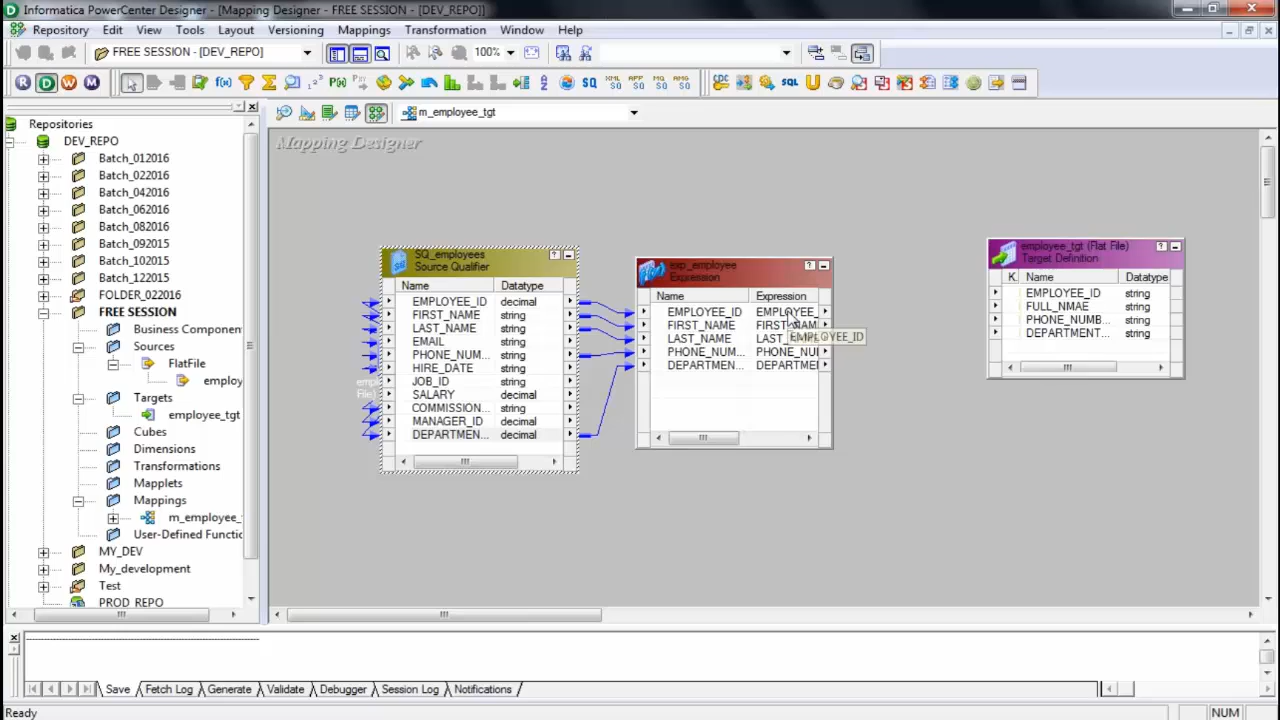 Informatica PowerCenter Designer - [Mapping Designer - FREE SESSION - [DEV_REPO]]
Repository Edit View Tools Layout Versioning Mappings Transformation Window Help
FREE SESSION - [DEV_REPO] 100%
m_employee_tgt
Mapping Designer
Repositories
DEV_REPO
Batch_012016
Batch_022016
Batch_042016
Batch_062016
Batch_082016
Batch_092015
Batch_102015
Batch_122015
FOLDER_022016
FREE SESSION
Business Componen
Sources
FlatFile
employ
Targets
employee_tgt
Cubes
Dimensions
Transformations
Mapplets
Mappings
m_employee_
User-Defined Functic
MY_DEV
My_development
Test
PROD_REPO
SQ_employees
Source Qualifier
Name Datatype
EMPLOYEE_ID decimal
FIRST_NAME string
LAST_NAME string
EMAIL string
PHONE_NUM... string
HIRE_DATE string
JOB_ID string
SALARY decimal
COMMISSION... string
MANAGER_ID decimal
DEPARTMEN... decimal
empl
File)
exp_employee
Expression
Name Expression
EMPLOYEE_ID EMPLOYEE_
FIRST_NAME FIRST_NAM
LAST_NAME LAST_
PHONE_NUM... PHONE_NU
DEPARTMEN... DEPARTME
EMPLOYEE_ID
employee_tgt (Flat File)
Target Definition
K. Name Datatype
EMPLOYEE_ID string
FULL_NMAE string
PHONE_NUMB... string
DEPARTMENT... string
Save Fetch Log Generate Validate Debugger Session Log Notifications
Ready NUM